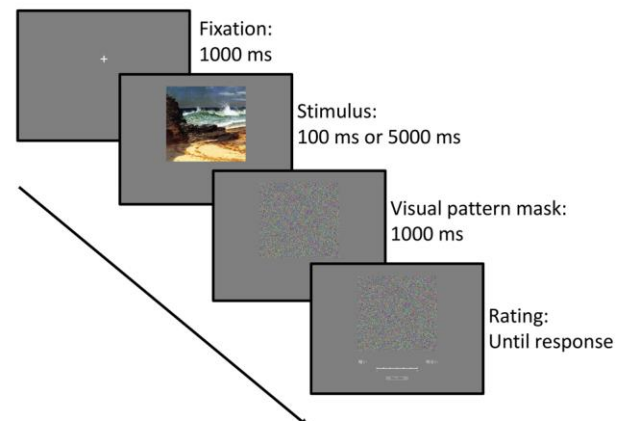 Fixation:
1000 ms
Stimulus:
100 ms or 5000 ms
Visual pattern mask:
1000 ms
Rating:
Until response